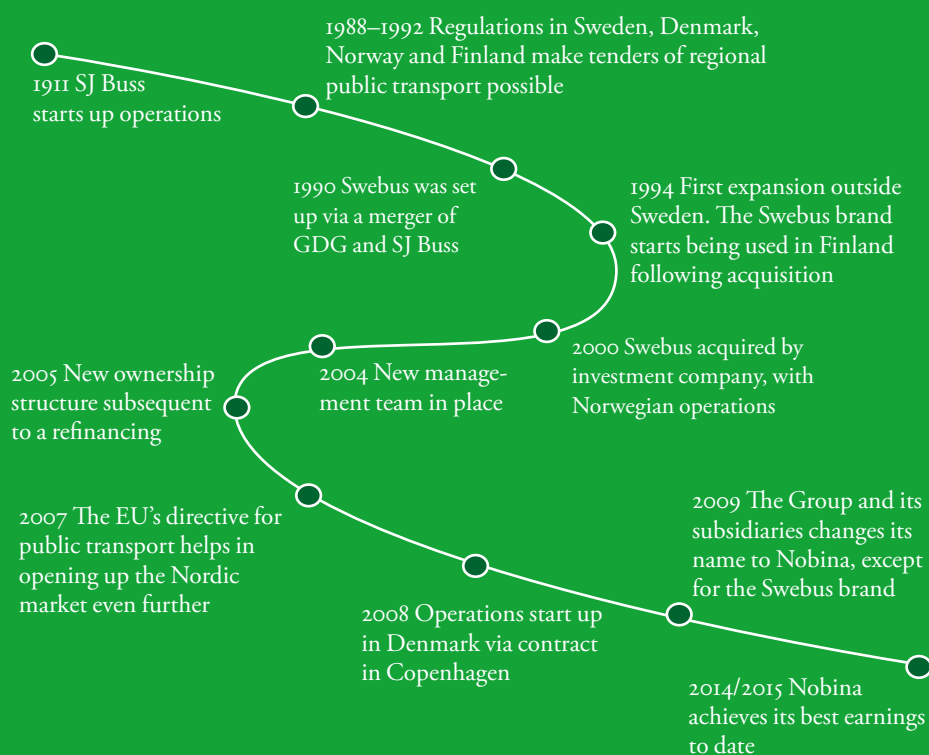 1911 SJ Buss
starts up operations
1988–1992 Regulations in Sweden, Denmark,
Norway and Finland make tenders of regional
public transport possible
1990 Swebus was set
up via a merger of
GDG and SJ Buss
1994 First expansion outside
Sweden. The Swebus brand
starts being used in Finland
following acquisition
2000 Swebus acquired by
investment company, with
Norwegian operations
2004 New manage-
ment team in place
2005 New ownership
structure subsequent
to a refinancing
2007 The EU’s directive for
public transport helps in
opening up the Nordic
market even further
2008 Operations start up
in Denmark via contract
in Copenhagen
2009 The Group and its
subsidiaries changes its
name to Nobina, except
for the Swebus brand
2014/2015 Nobina
achieves its best earnings
to date